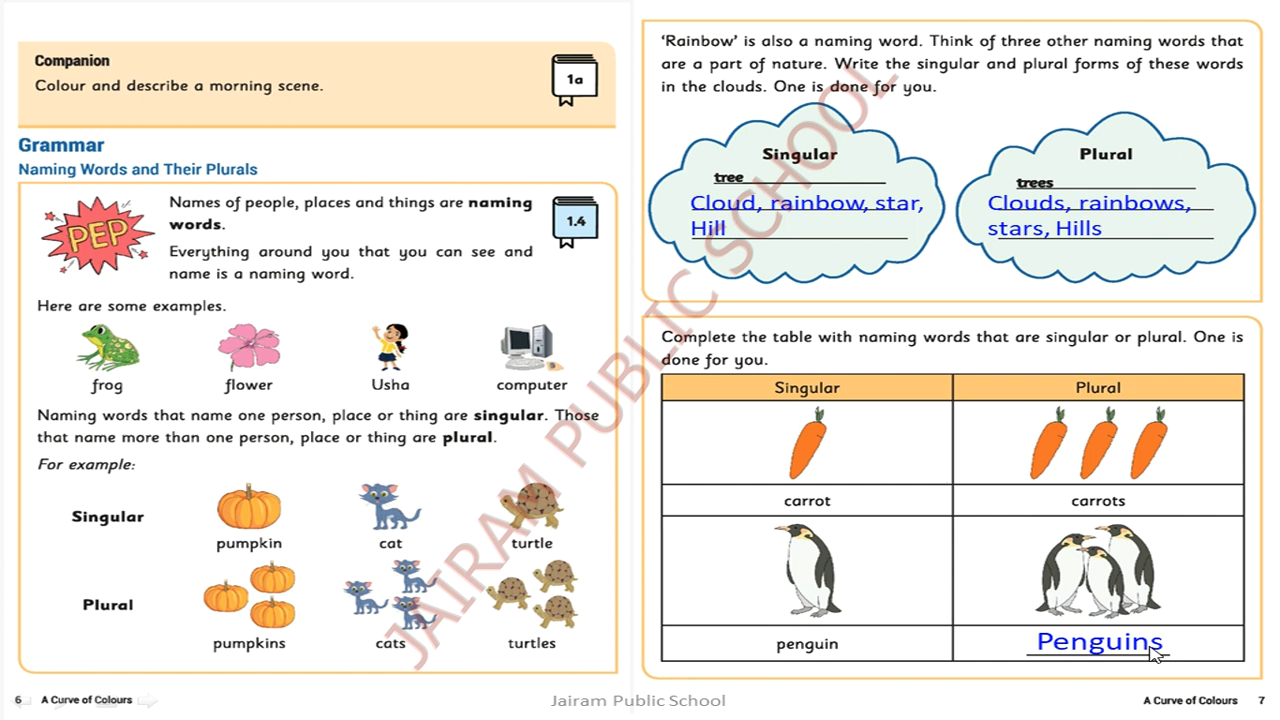 Companion
Colour and describe a morning scene.
1a
Grammar
Naming Words and Their Plurals
PEP
Names of people, places and things are naming
words.
Everything around you that you can see and
name is a naming word.
1.4
Here are some examples.
frog flower Usha computer
Naming words that name one person, place or thing are singular. Those
that name more than one person, place or thing are plural.
For example:
Singular
pumpkin cat turtle
Plural
pumpkins cats turtles
6 A Curve of Colours
'Rainbow' is also a naming word. Think of three other naming words that
are a part of nature. Write the singular and plural forms of these words
in the clouds. One is done for you.
Singular
tree
Cloud, rainbow, star,
Hill
Plural
trees
Clouds, rainbows,
stars, Hills
Complete the table with naming words that are singular or plural. One is
done for you.
Singular Plural
carrot carrots
penguin Penguins
A Curve of Colours 7
Jairam Public School
JAIRAM PUBLIC SCHOOL